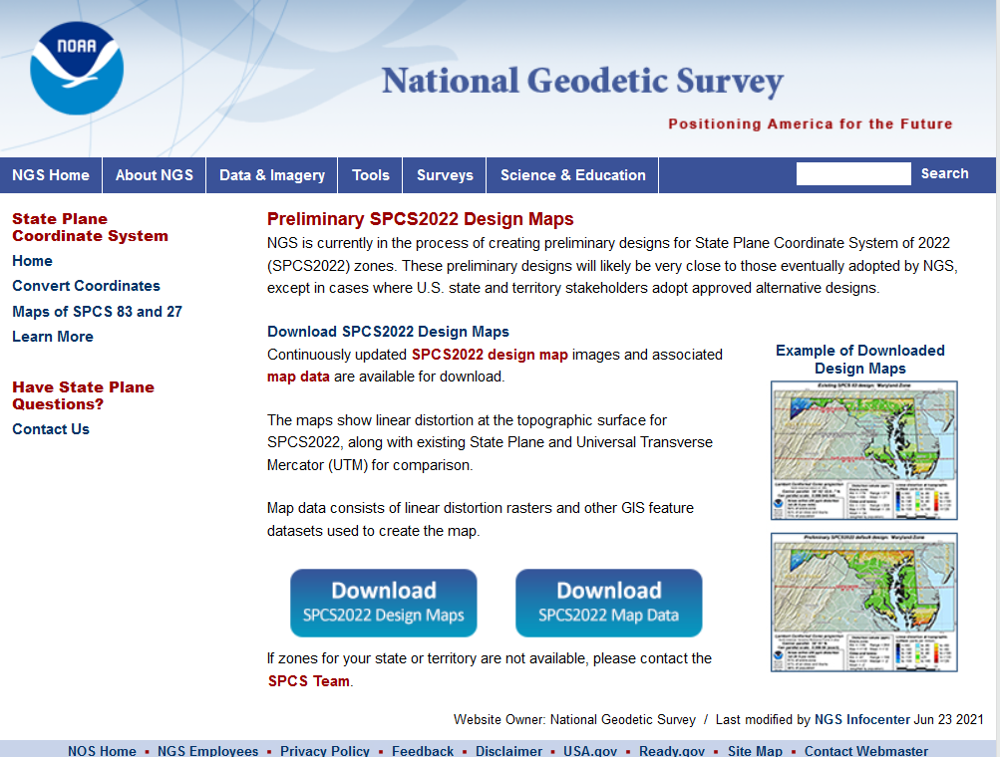 NOAA
National Geodetic Survey
Positioning America for the Future
NGS Home About NGS Data & Imagery Tools Surveys Science & Education Search
State Plane
Coordinate System
Home
Convert Coordinates
Maps of SPCS 83 and 27
Learn More
Have State Plane
Questions?
Contact Us
Preliminary SPCS2022 Design Maps
NGS is currently in the process of creating preliminary designs for State Plane Coordinate System of 2022
(SPCS2022) zones. These preliminary designs will likely be very close to those eventually adopted by NGS,
except in cases where U.S. state and territory stakeholders adopt approved alternative designs.
Download SPCS2022 Design Maps
Continuously updated SPCS2022 design map images and associated
map data are available for download.
The maps show linear distortion at the topographic surface for
SPCS2022, along with existing State Plane and Universal Transverse
Mercator (UTM) for comparison.
Map data consists of linear distortion rasters and other GIS feature
datasets used to create the map.
Download
SPCS2022 Design Maps
Download
SPCS2022 Map Data
If zones for your state or territory are not available, please contact the
SPCS Team.
Example of Downloaded
Design Maps
Existing SPCS 83 design: Maryland Zone
Preliminary SPCS2022 default design: Maryland Zone
Website Owner: National Geodetic Survey / Last modified by NGS Infocenter Jun 23 2021
NOS Home ▪ NGS Employees ▪ Privacy Policy ▪ Feedback ▪ Disclaimer ▪ USA.gov ▪ Ready.gov ▪ Site Map ▪ Contact Webmaster